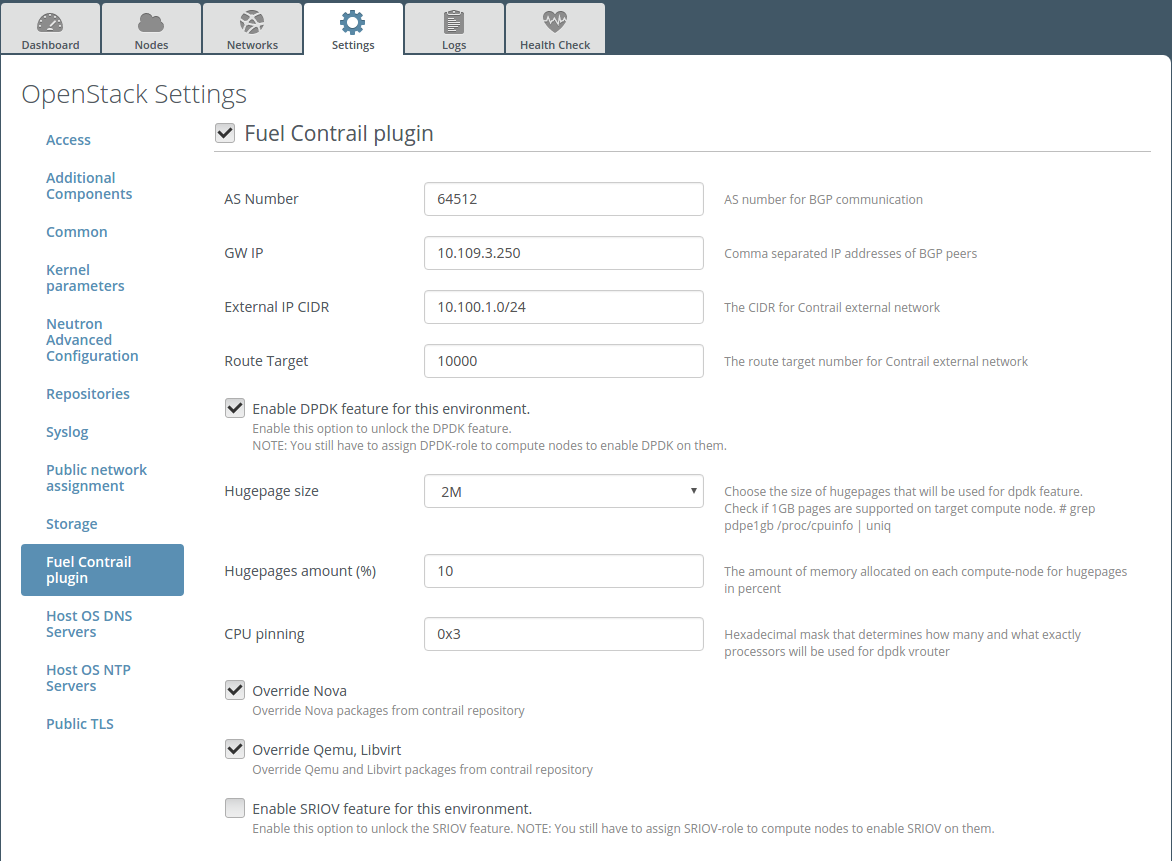 Dashboard
Nodes
Networks
Settings
Logs
Health Check
OpenStack Settings
Access
Additional
Components
Common
Kernel
parameters
Neutron
Advanced
Configuration
Repositories
Syslog
Public network
assignment
Storage
Fuel Contrail
plugin
Host OS DNS
Servers
Host OS NTP
Servers
Public TLS
Fuel Contrail plugin
AS Number
64512
AS number for BGP communication
GW IP
10.109.3.250
Comma separated IP addresses of BGP peers
External IP CIDR
10.100.1.0/24
The CIDR for Contrail external network
Route Target
10000
The route target number for Contrail external network
Enable DPDK feature for this environment.
Enable this option to unlock the DPDK feature.
NOTE: You still have to assign DPDK-role to compute nodes to enable DPDK on them.
Hugepage size
2M
Choose the size of hugepages that will be used for dpdk feature.
Check if 1GB pages are supported on target compute node. # grep
pdpe1gb /proc/cpuinfo | uniq
Hugepages amount (%)
10
The amount of memory allocated on each compute-node for hugepages
in percent
CPU pinning
0x3
Hexadecimal mask that determines how many and what exactly
processors will be used for dpdk vrouter
Override Nova
Override Nova packages from contrail repository
Override Qemu, Libvirt
Override Qemu and Libvirt packages from contrail repository
Enable SRIOV feature for this environment.
Enable this option to unlock the SRIOV feature. NOTE: You still have to assign SRIOV-role to compute nodes to enable SRIOV on them.